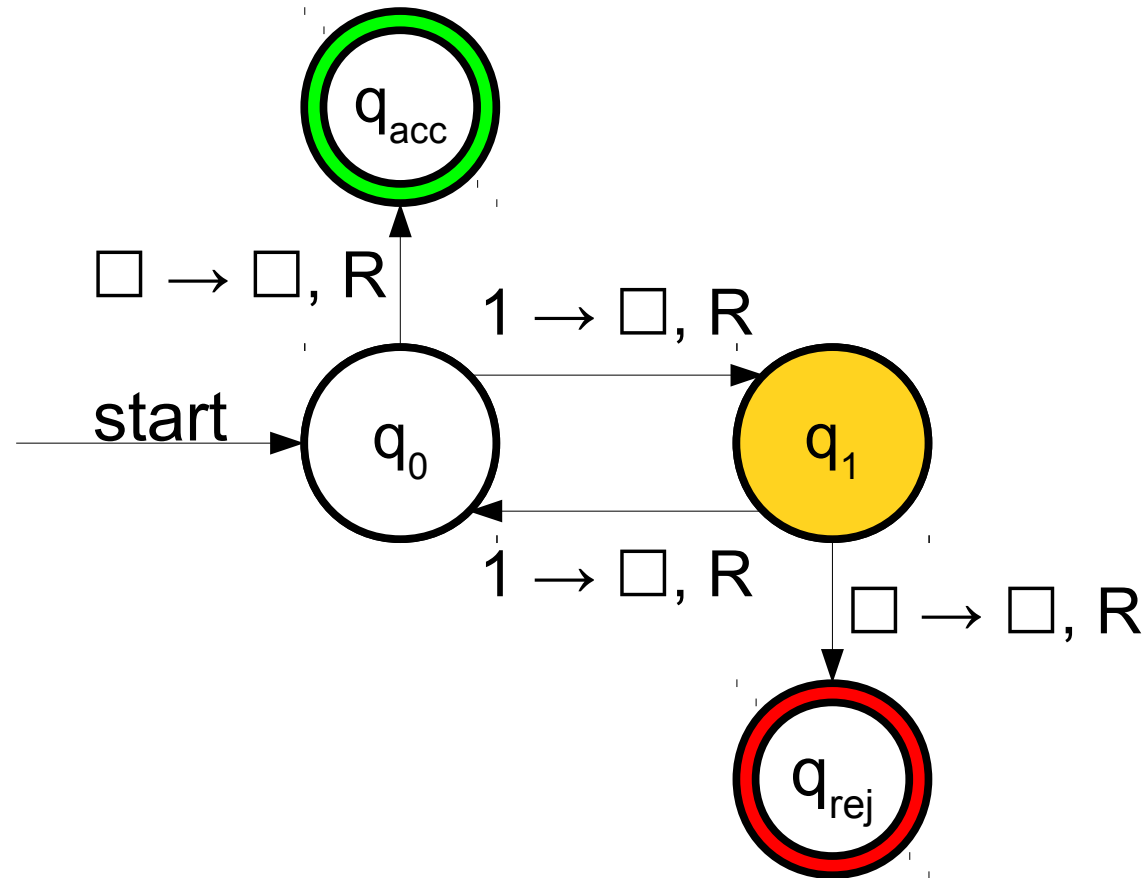 q_acc
□ → □, R
1 → □, R
start
q_0
q_1
1 → □, R
□ → □, R
q_rej